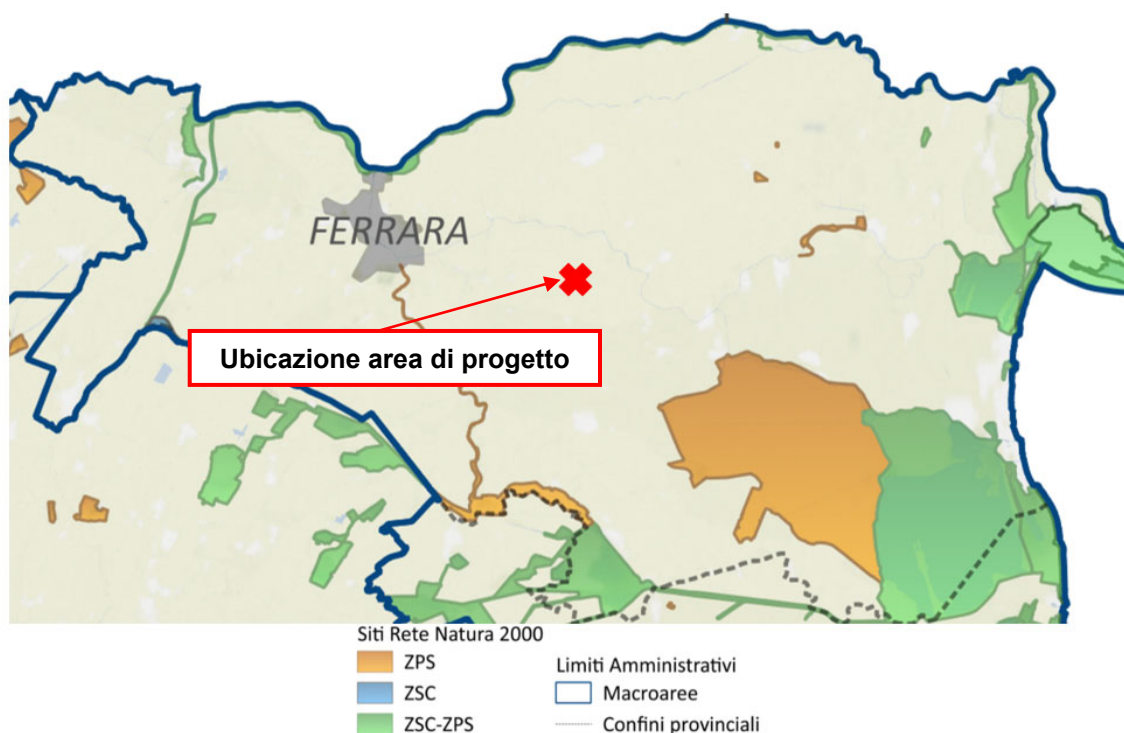 FERRARA
Ubicazione area di progetto
Siti Rete Natura 2000
ZPS
ZSC
ZSC-ZPS
Limiti Amministrativi
Macroaree
Confini provinciali